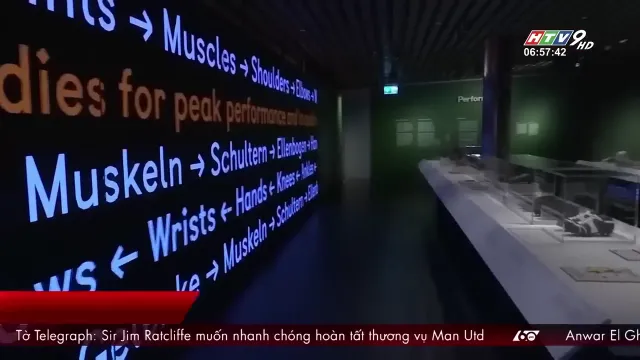 → Muscles → Shoulders → Elbows →
dies for peak performance and
Muskeln → Schultern → Ellenbogen →
ws ← Wrists ← Hands ← Knees ←
ke → Muskeln → Schultern →
Perfor
HTV9 HD
06:57:42
Tờ Telegraph: Sir Jim Ratcliffe muốn nhanh chóng hoàn tất thương vụ Man Utd
60 Anwar El Gh